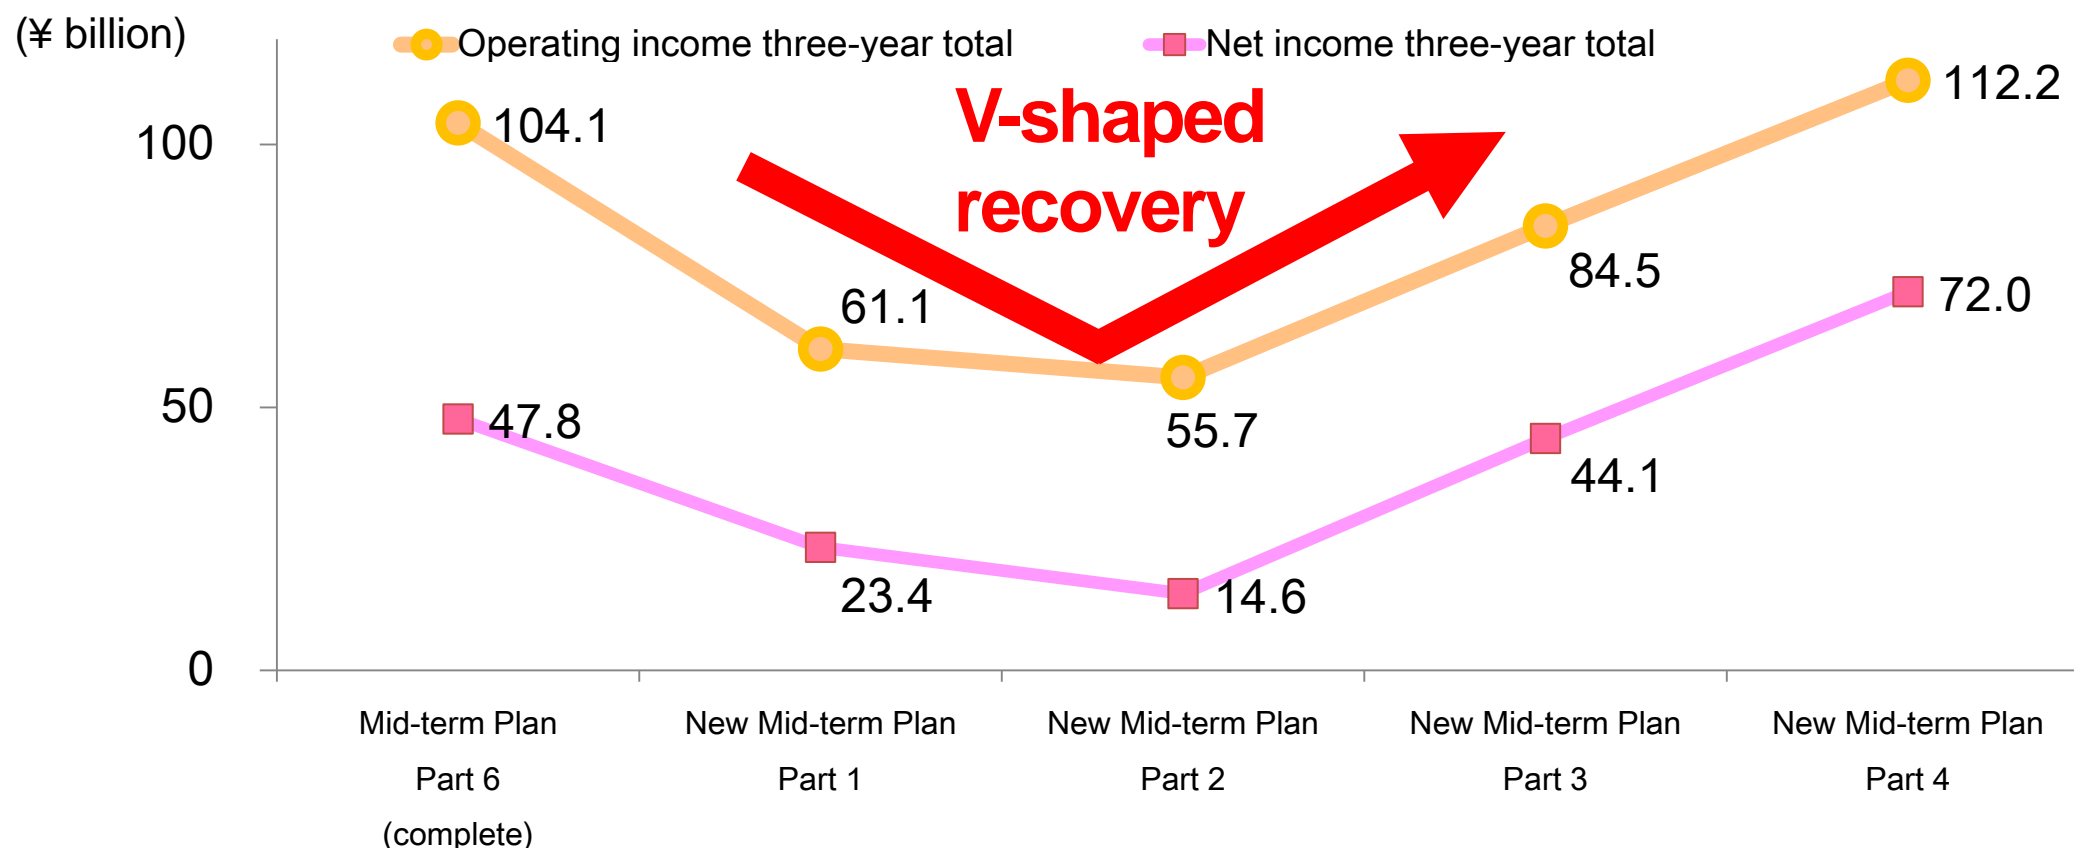 (¥ billion)
Operating income three-year total
Net income three-year total
V-shaped
recovery
100
50
0
104.1
61.1
55.7
84.5
112.2
47.8
23.4
14.6
44.1
72.0
Mid-term Plan
Part 6
(complete)
New Mid-term Plan
Part 1
New Mid-term Plan
Part 2
New Mid-term Plan
Part 3
New Mid-term Plan
Part 4